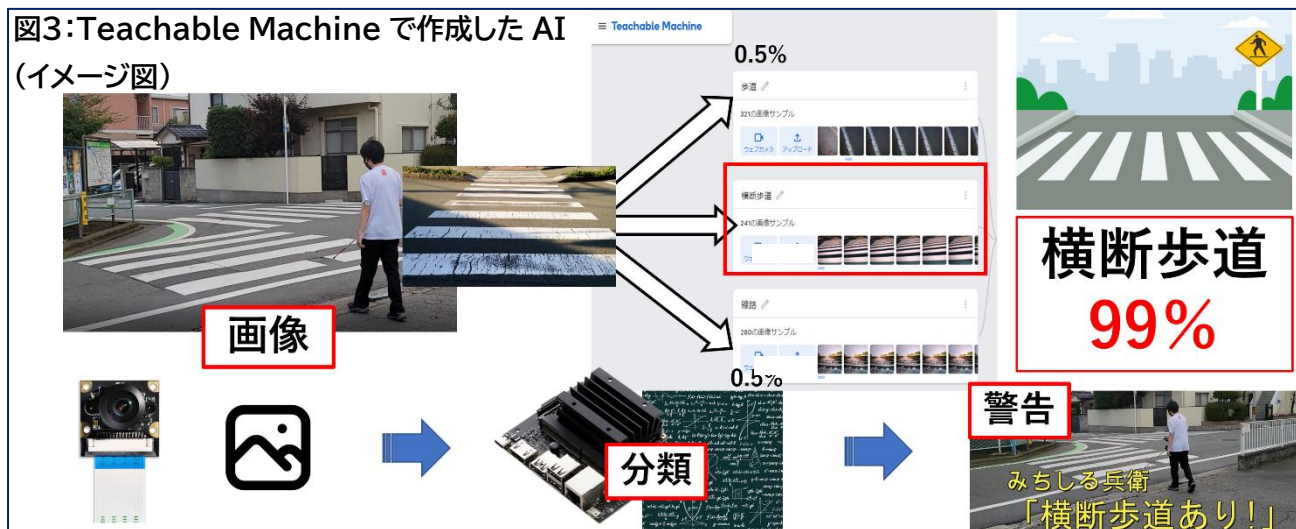 図3:Teachable Machine で作成した AI
(イメージ図)
≡ Teachable Machine
0.5%
歩道
321の画像サンプル
ウェブカメラ アップロード
横断歩道
241の画像サンプル
線路
280の画像サンプル
0.5%
画像
横断歩道
99%
分類
警告
みちしる兵衛
「横断歩道あり!」